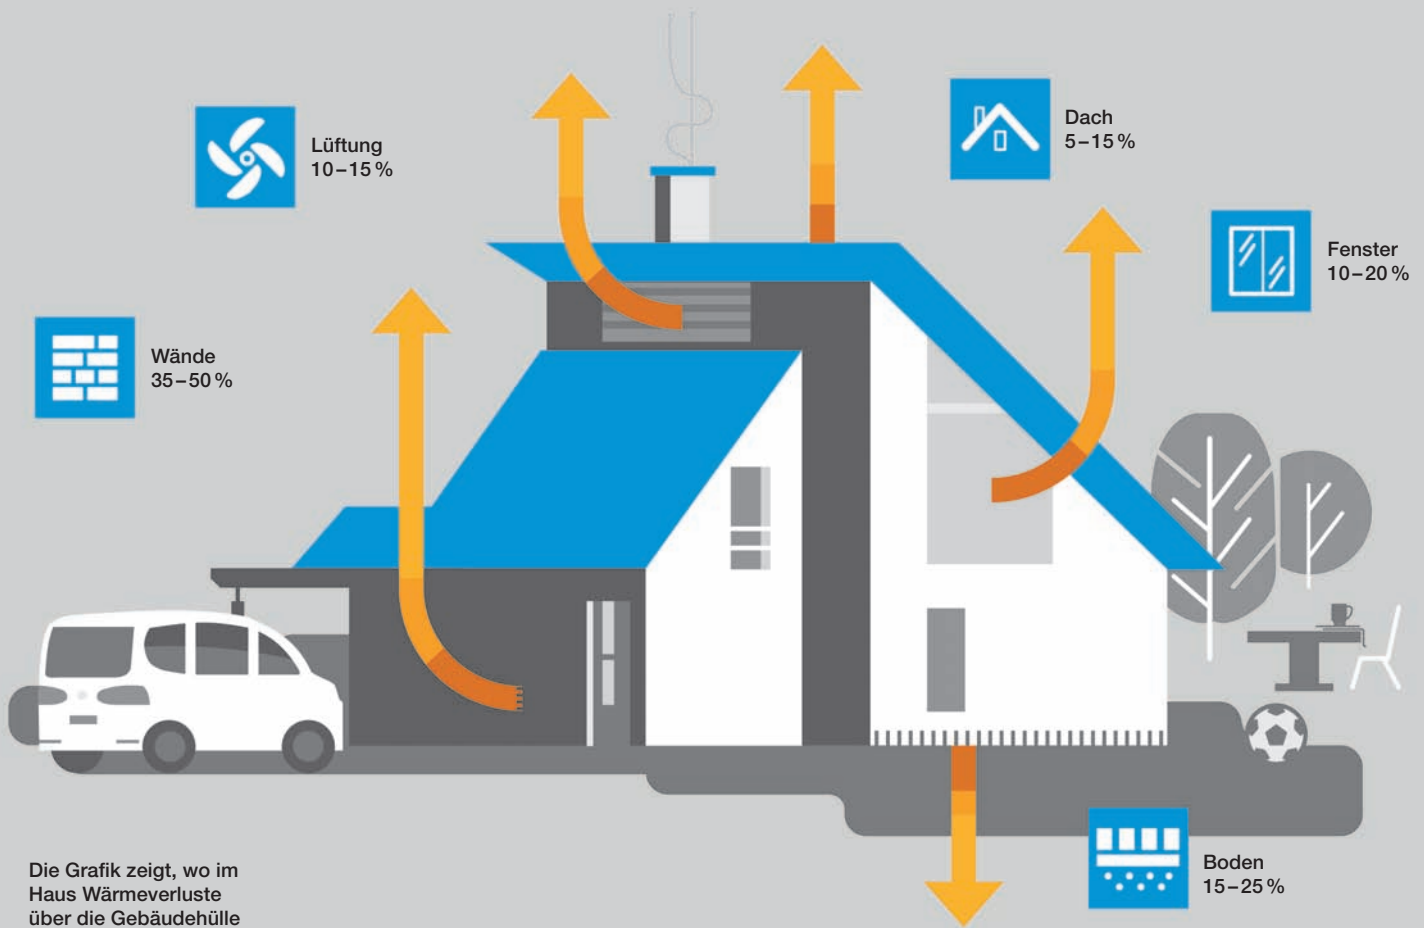 Lüftung
10–15 %
Dach
5–15 %
Fenster
10–20 %
Wände
35–50 %
Boden
15–25 %
Die Grafik zeigt, wo im
Haus Wärmeverluste
über die Gebäudehülle